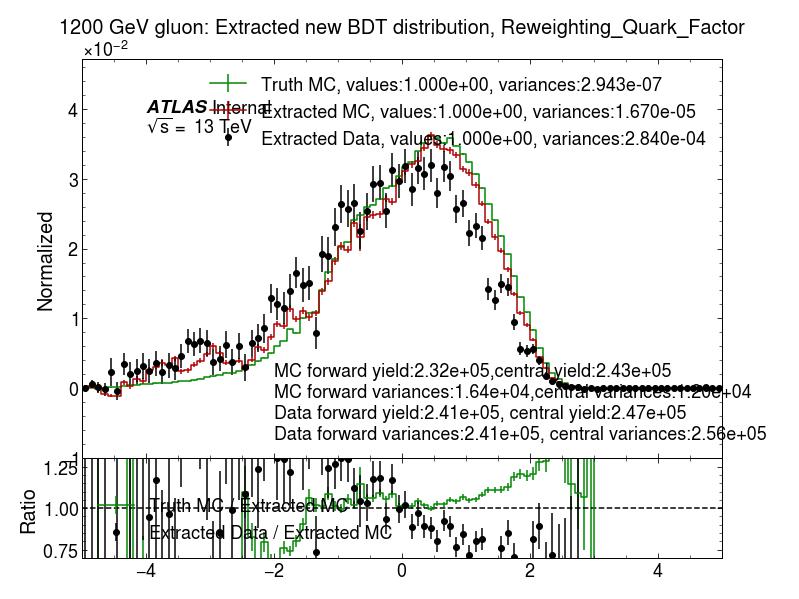 1200 GeV gluon: Extracted new BDT distribution, Reweighting_Quark_Factor
×10−2
Truth MC, values:1.000e+00, variances:2.943e-07
ATLAS Internal
Extracted MC, values:1.000e+00, variances:1.670e-05
√s = 13 TeV
Extracted Data, values:1.000e+00, variances:2.840e-04
4
3
2
1
0
Normalized
MC forward yield:2.32e+05,central yield:2.43e+05
MC forward variances:1.64e+04,central variances:1.20e+04
Data forward yield:2.41e+05, central yield:2.47e+05
Data forward variances:2.41e+05, central variances:2.56e+05
1
1.25
1.00
0.75
Ratio
Truth MC / Extracted MC
Extracted Data / Extracted MC
−4 −2 0 2 4